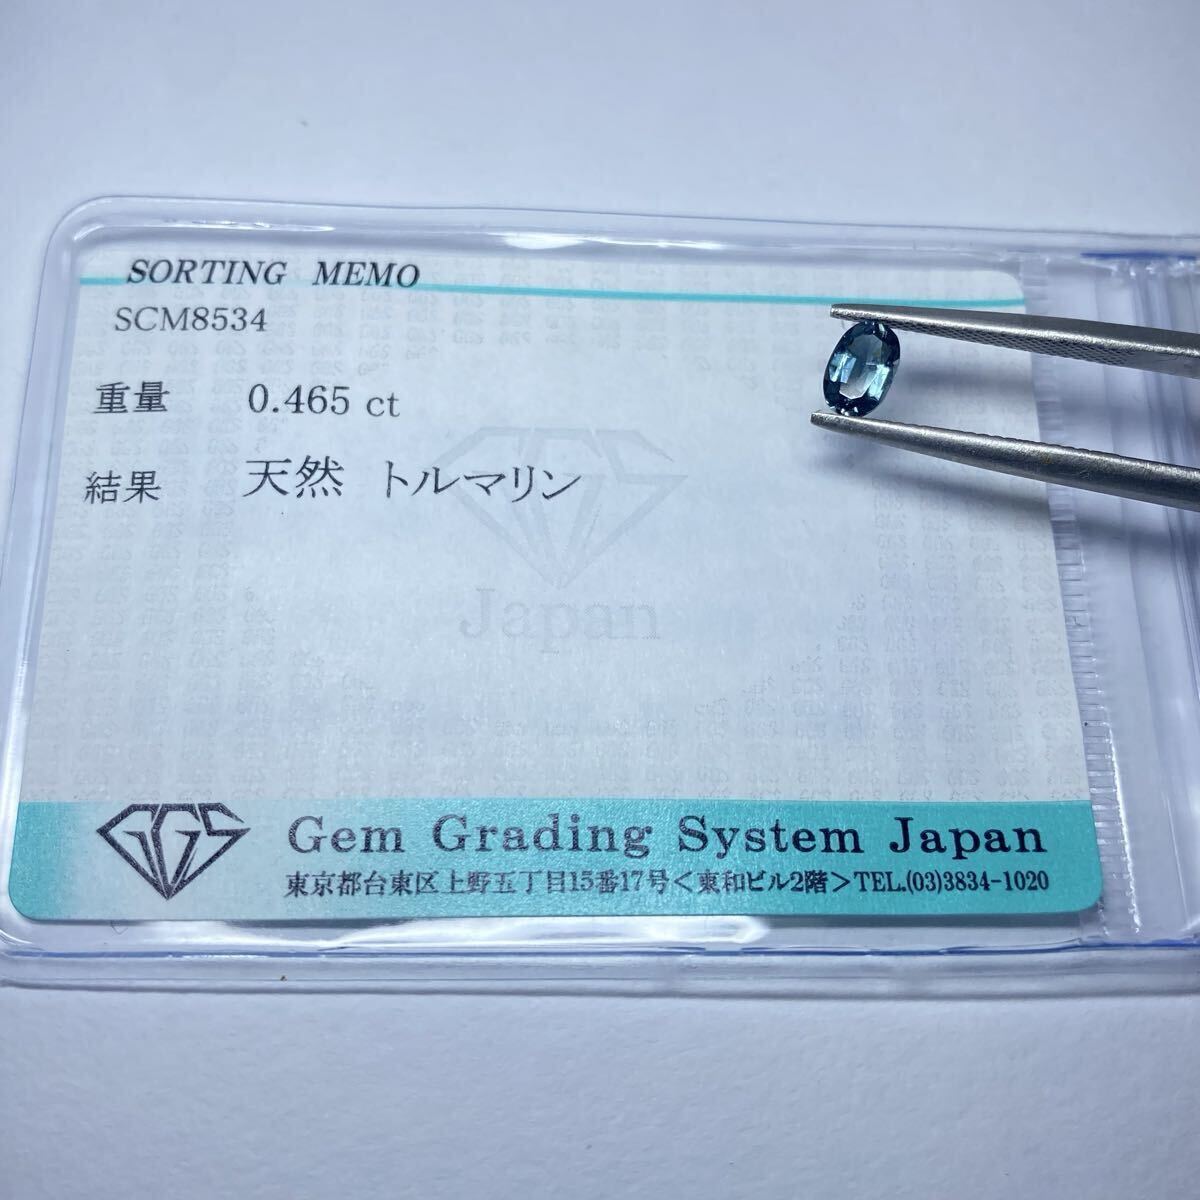 SORTING MEMO
SCM8534
重量 0.465 ct
結果 天然 トルマリン
GGS
Japan
GGS Gem Grading System Japan
東京都台東区上野五丁目15番17号<東和ビル2階>TEL.(03)3834-1020